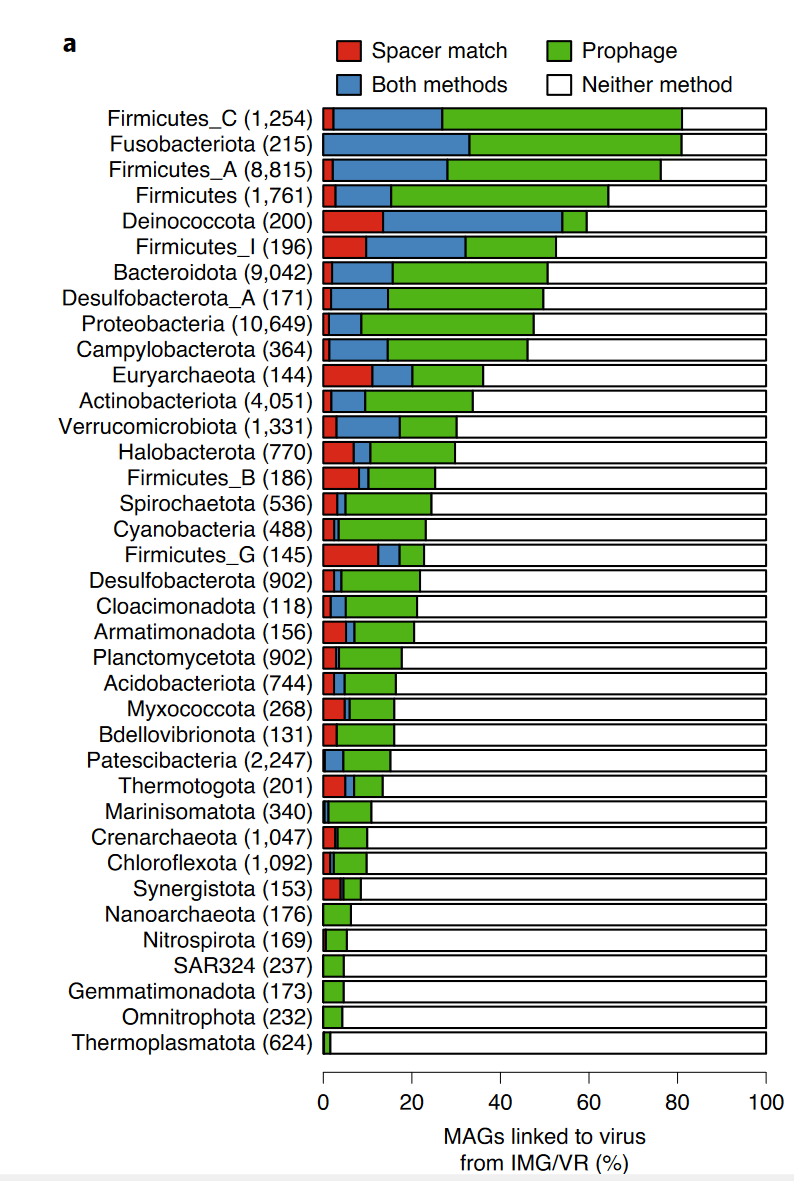 a
Spacer match
Prophage
Both methods
Neither method
Firmicutes_C (1,254)
Fusobacteriota (215)
Firmicutes_A (8,815)
Firmicutes (1,761)
Deinococcota (200)
Firmicutes_I (196)
Bacteroidota (9,042)
Desulfobacterota_A (171)
Proteobacteria (10,649)
Campylobacterota (364)
Euryarchaeota (144)
Actinobacteriota (4,051)
Verrucomicrobiota (1,331)
Halobacterota (770)
Firmicutes_B (186)
Spirochaetota (536)
Cyanobacteria (488)
Firmicutes_G (145)
Desulfobacterota (902)
Cloacimonadota (118)
Armatimonadota (156)
Planctomycetota (902)
Acidobacteriota (744)
Myxococcota (268)
Bdellovibrionota (131)
Patescibacteria (2,247)
Thermotogota (201)
Marinisomatota (340)
Crenarchaeota (1,047)
Chloroflexota (1,092)
Synergistota (153)
Nanoarchaeota (176)
Nitrospirota (169)
SAR324 (237)
Gemmatimonadota (173)
Omnitrophota (232)
Thermoplasmatota (624)
0 20 40 60 80 100
MAGs linked to virus
from IMG/VR (%)